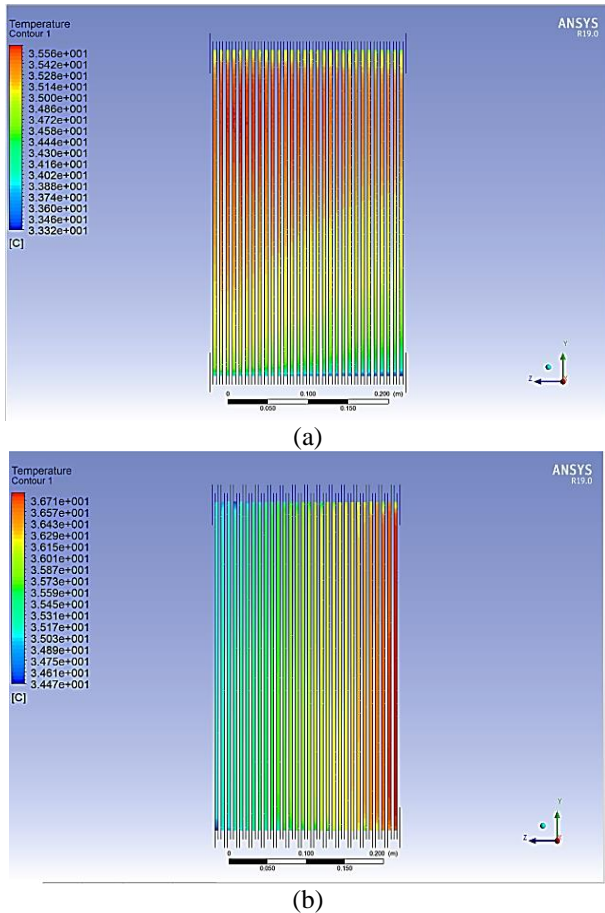 Temperature
Contour 1
3.556e+001
3.542e+001
3.528e+001
3.514e+001
3.500e+001
3.486e+001
3.472e+001
3.458e+001
3.444e+001
3.430e+001
3.416e+001
3.402e+001
3.388e+001
3.374e+001
3.360e+001
3.346e+001
3.332e+001
[C]
ANSYS
R19.0
Y
Z
0 0.100 0.200 (m)
0.050 0.150
(a)
Temperature
Contour 1
3.671e+001
3.657e+001
3.643e+001
3.629e+001
3.615e+001
3.601e+001
3.587e+001
3.573e+001
3.559e+001
3.545e+001
3.531e+001
3.517e+001
3.503e+001
3.489e+001
3.475e+001
3.461e+001
3.447e+001
[C]
ANSYS
R19.0
Y
Z
0 0.100 0.200 (m)
0.050 0.150
(b)